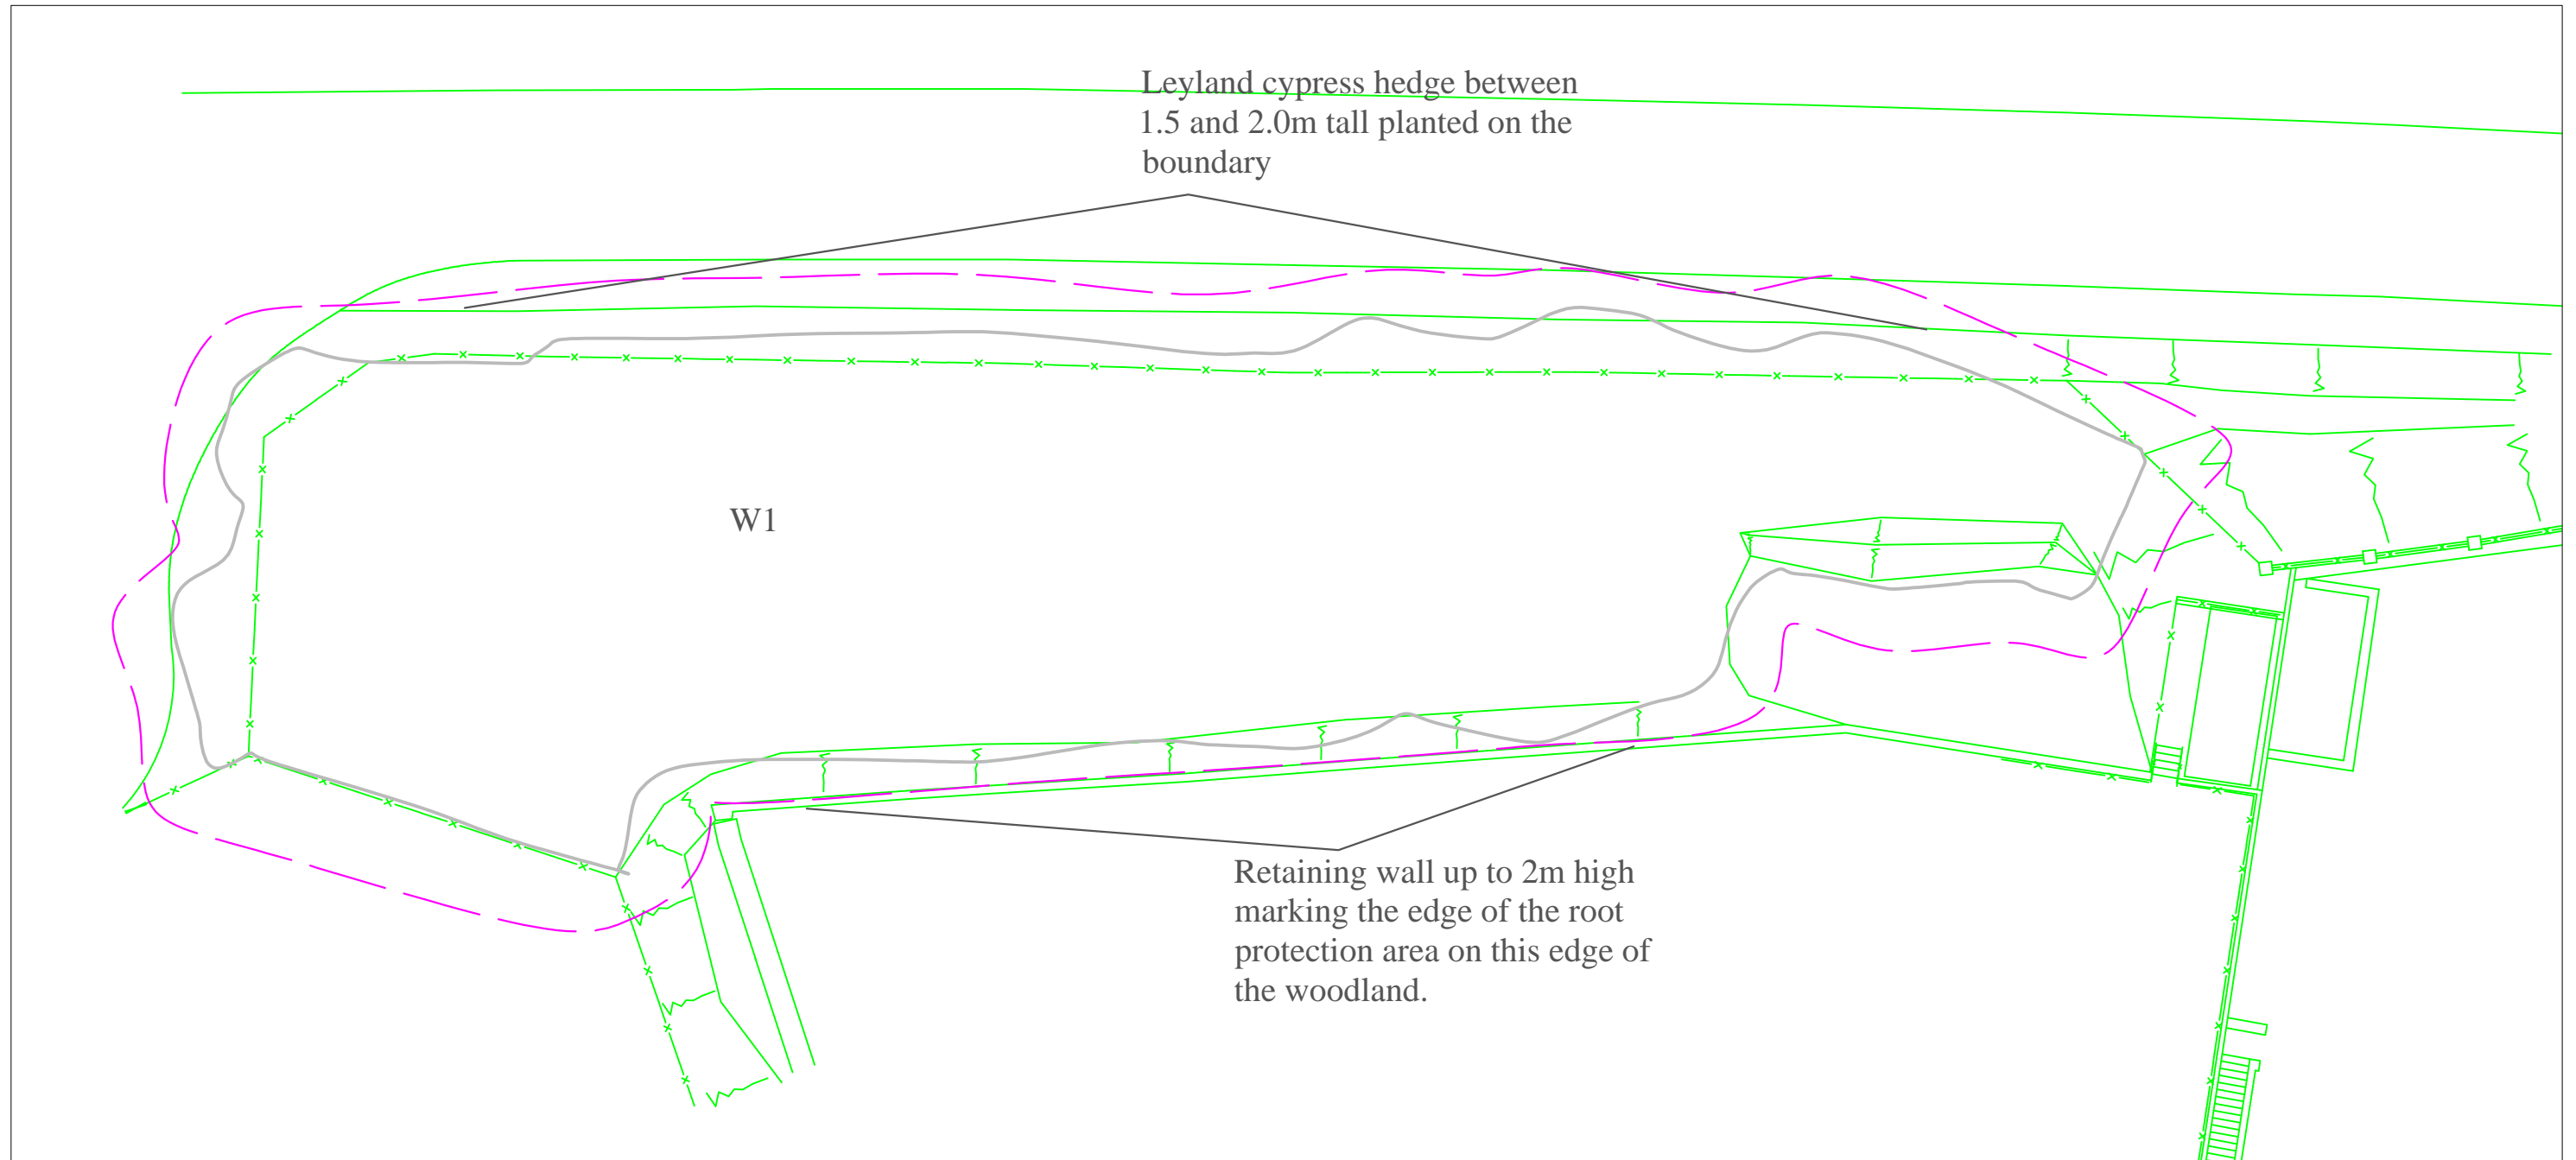 Leyland cypress hedge between
1.5 and 2.0m tall planted on the
boundary
W1
Retaining wall up to 2m high
marking the edge of the root
protection area on this edge of
the woodland.